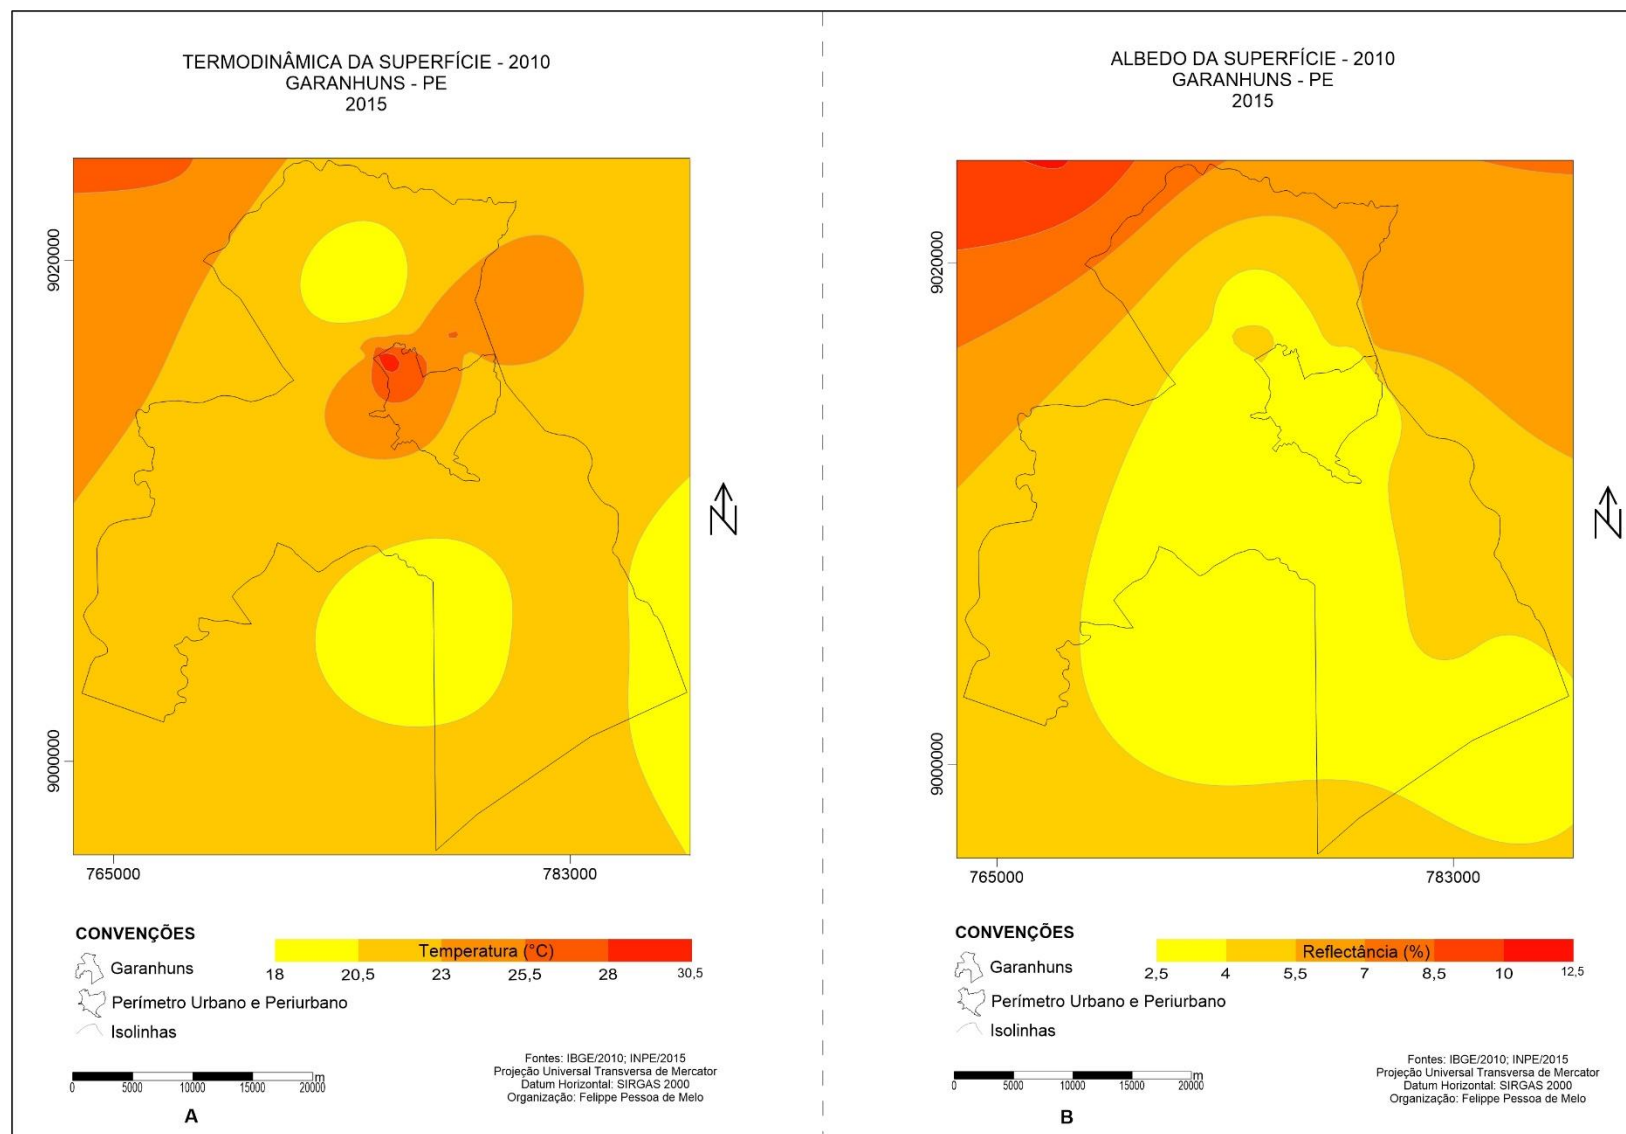 TERMODINÂMICA DA SUPERFÍCIE - 2010
GARANHUNS - PE
2015
9020000
9000000
765000
783000
N
CONVENÇÕES
Garanhuns
Perímetro Urbano e Periurbano
Isolinhas
Temperatura (°C)
18 20,5 23 25,5 28 30,5
0 5000 10000 15000 20000 m
Fontes: IBGE/2010; INPE/2015
Projeção Universal Transversa de Mercator
Datum Horizontal: SIRGAS 2000
Organização: Felippe Pessoa de Melo
A
ALBEDO DA SUPERFÍCIE - 2010
GARANHUNS - PE
2015
9020000
9000000
765000
783000
N
CONVENÇÕES
Garanhuns
Perímetro Urbano e Periurbano
Isolinhas
Reflectância (%)
2,5 4 5,5 7 8,5 10 12,5
0 5000 10000 15000 20000 m
Fontes: IBGE/2010; INPE/2015
Projeção Universal Transversa de Mercator
Datum Horizontal: SIRGAS 2000
Organização: Felippe Pessoa de Melo
B